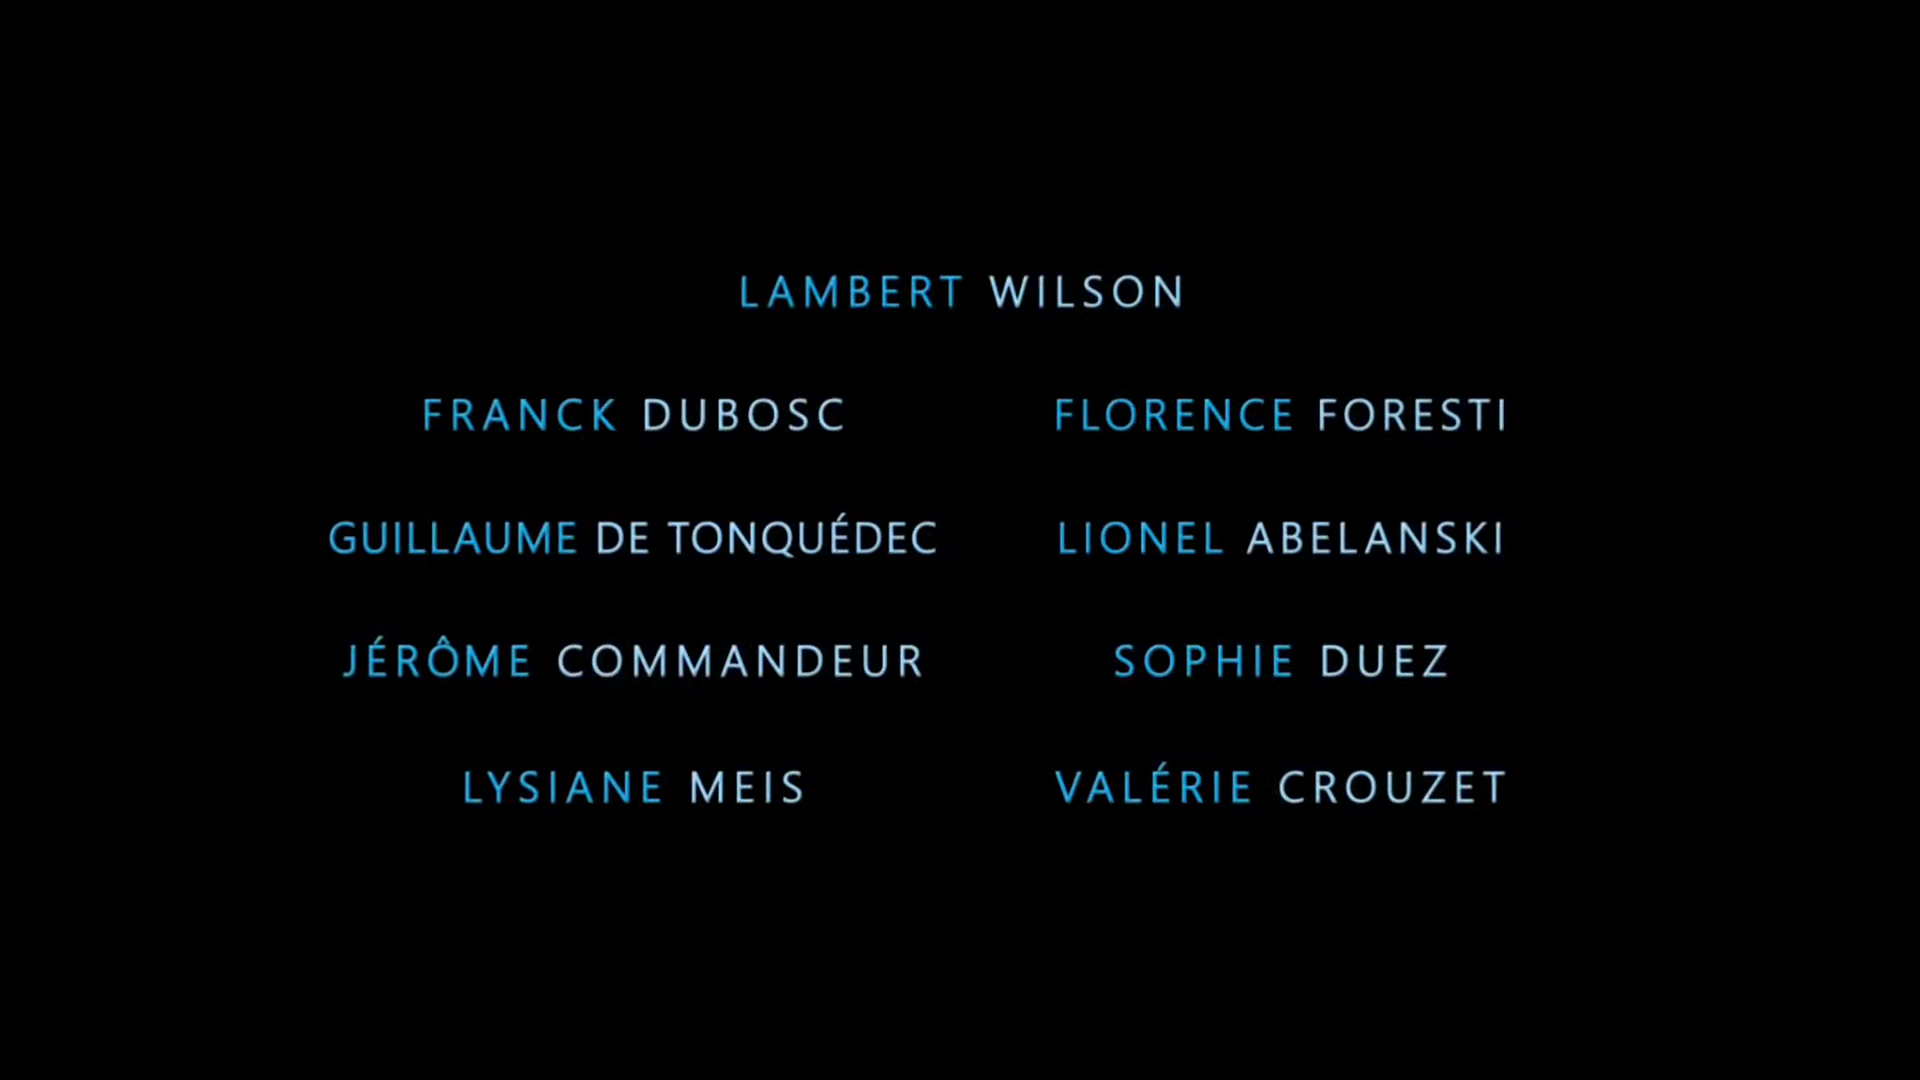 LAMBERT WILSON
FRANCK DUBOSC
FLORENCE FORESTI
GUILLAUME DE TONQUÉDEC
LIONEL ABELANSKI
JÉRÔME COMMANDEUR
SOPHIE DUEZ
LYSIANE MEIS
VALÉRIE CROUZET